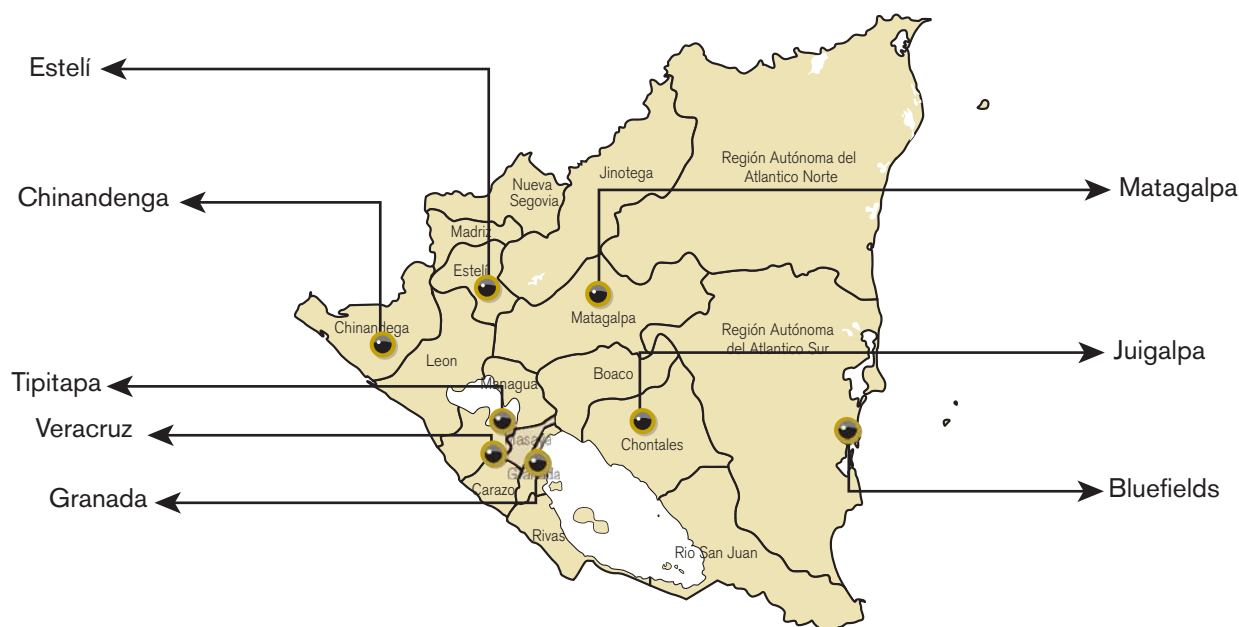 Estelí
Chinandenga
Tipitapa
Veracruz
Granada
Matagalpa
Juigalpa
Bluefields
Región Autónoma del
Atlantico Norte
Jinotega
Nueva
Segovia
Madriz
Estelí
Chinandega
Matagalpa
Leon
Región Autónoma
del Atlantico Sur
Boaco
Managua
Chontales
Granada
Carazo
Rivas
Rio San Juan